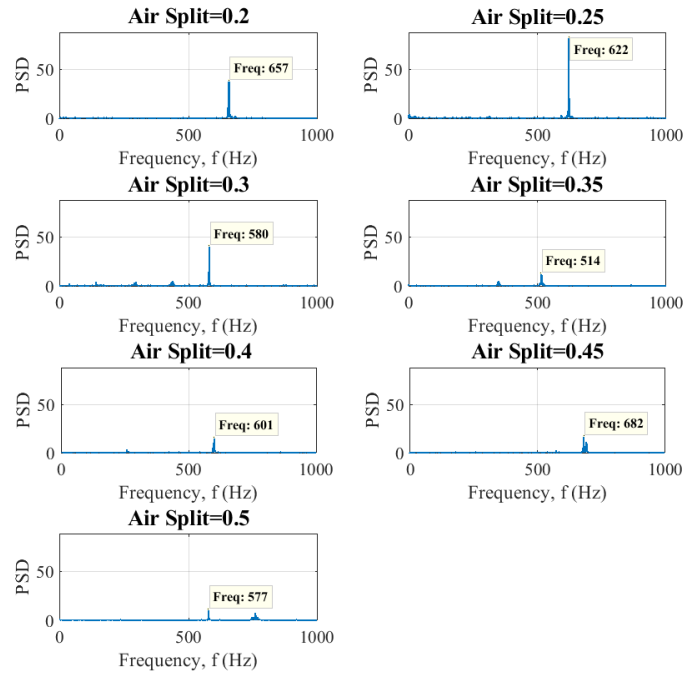 Air Split=0.2
PSD
50
0
Freq: 657
0
500
1000
Frequency, f (Hz)
Air Split=0.25
PSD
50
0
Freq: 622
0
500
1000
Frequency, f (Hz)
Air Split=0.3
PSD
50
0
Freq: 580
0
500
1000
Frequency, f (Hz)
Air Split=0.35
PSD
50
0
Freq: 514
0
500
1000
Frequency, f (Hz)
Air Split=0.4
PSD
50
0
Freq: 601
0
500
1000
Frequency, f (Hz)
Air Split=0.45
PSD
50
0
Freq: 682
0
500
1000
Frequency, f (Hz)
Air Split=0.5
PSD
50
0
Freq: 577
0
500
1000
Frequency, f (Hz)